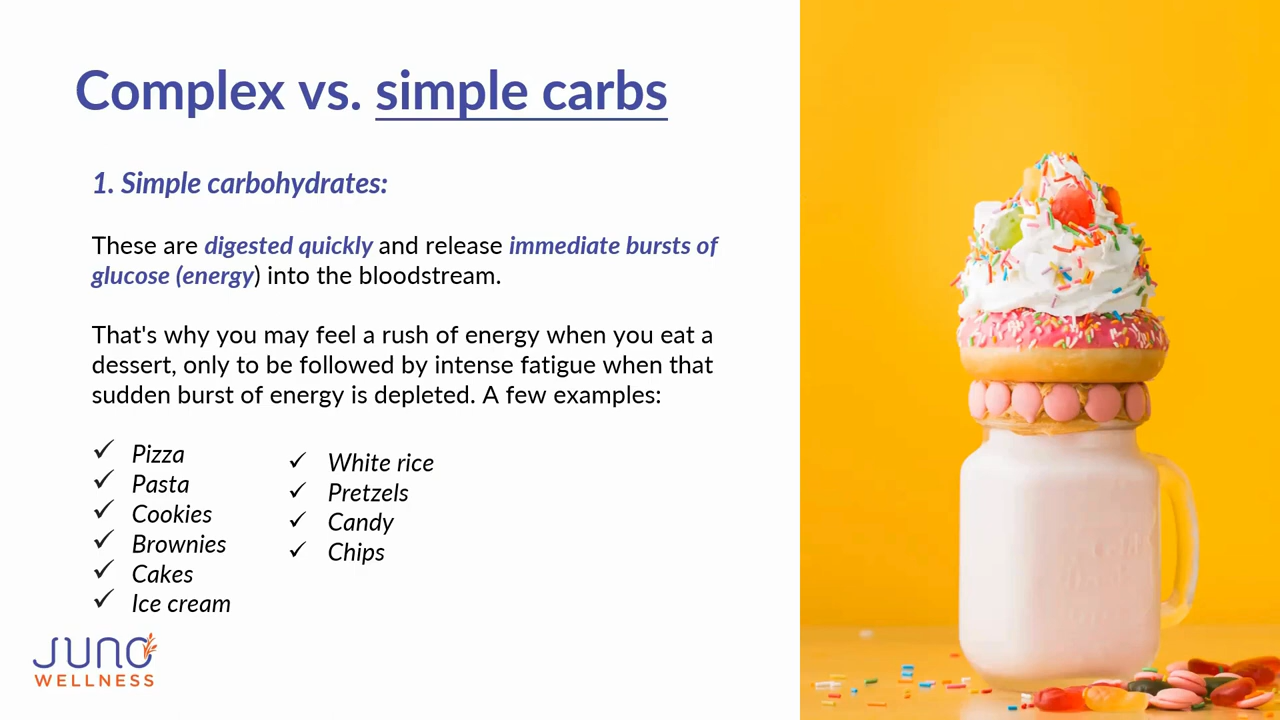 Complex vs. simple carbs
1. Simple carbohydrates:
These are digested quickly and release immediate bursts of
glucose (energy) into the bloodstream.
That's why you may feel a rush of energy when you eat a
dessert, only to be followed by intense fatigue when that
sudden burst of energy is depleted. A few examples:
✓ Pizza
✓ Pasta
✓ Cookies
✓ Brownies
✓ Cakes
✓ Ice cream
✓ White rice
✓ Pretzels
✓ Candy
✓ Chips
JUNO
WELLNESS